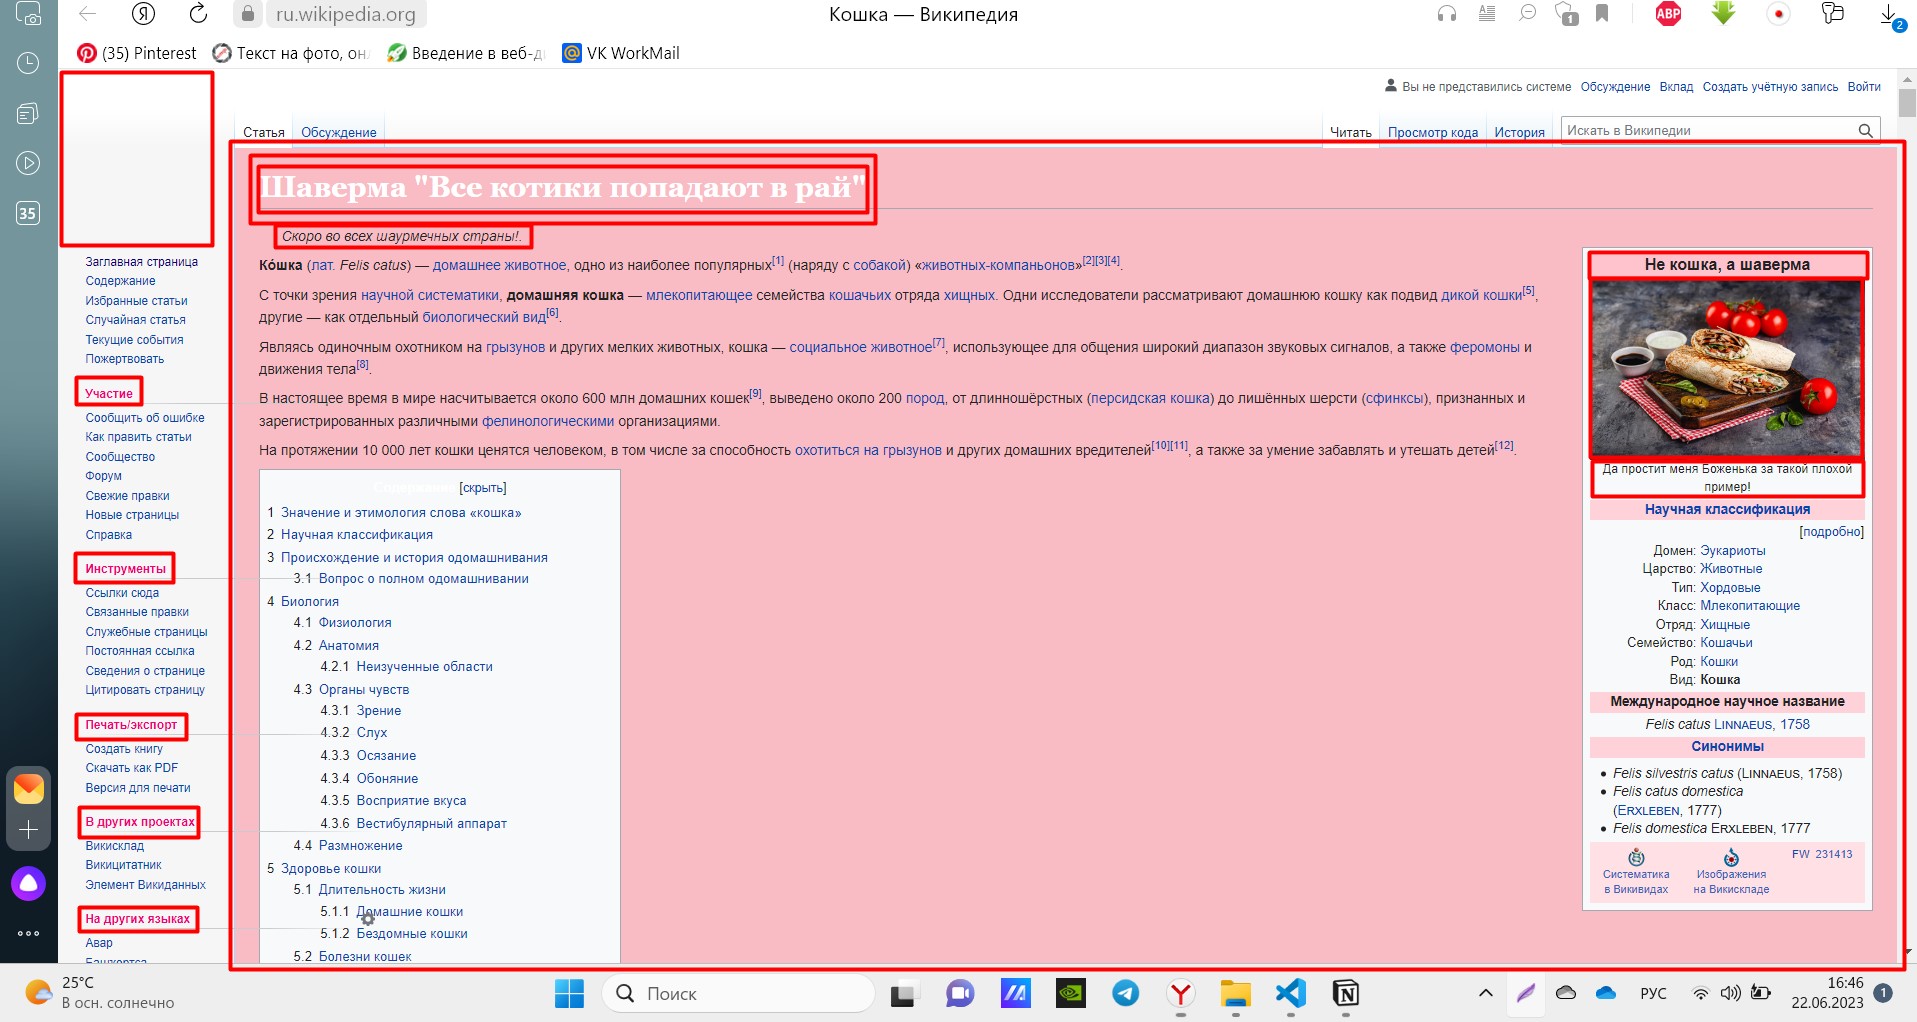 ru.wikipedia.org
Кошка — Википедия
1
ABP
2
(35) Pinterest
Текст на фото, он
Введение в веб-ди
VK WorkMail
35
Вы не представились системе Обсуждение Вклад Создать учётную запись Войти
Статья Обсуждение
Читать Просмотр кода История
Искать в Википедии
Шаверма "Все котики попадают в рай"
Скоро во всех шаурмечных страны!.
Ко́шка (лат. Felis catus) — домашнее животное, одно из наиболее популярных[1] (наряду с собакой) «животных-компаньонов»[2][3][4].
С точки зрения научной систематики, домашняя кошка — млекопитающее семейства кошачьих отряда хищных. Одни исследователи рассматривают домашнюю кошку как подвид дикой кошки[5],
другие — как отдельный биологический вид[6].
Являясь одиночным охотником на грызунов и других мелких животных, кошка — социальное животное[7], использующее для общения широкий диапазон звуковых сигналов, а также феромоны и
движения тела[8].
В настоящее время в мире насчитывается около 600 млн домашних кошек[9], выведено около 200 пород, от длинношёрстных (персидская кошка) до лишённых шерсти (сфинксы), признанных и
зарегистрированных различными фелинологическими организациями.
На протяжении 10 000 лет кошки ценятся человеком, в том числе за способность охотиться на грызунов и других домашних вредителей[10][11], а также за умение забавлять и утешать детей[12].
[скрыть]
1 Значение и этимология слова «кошка»
2 Научная классификация
3 Происхождение и история одомашнивания
3.1 Вопрос о полном одомашнивании
4 Биология
4.1 Физиология
4.2 Анатомия
4.2.1 Неизученные области
4.3 Органы чувств
4.3.1 Зрение
4.3.2 Слух
4.3.3 Осязание
4.3.4 Обоняние
4.3.5 Восприятие вкуса
4.3.6 Вестибулярный аппарат
4.4 Размножение
5 Здоровье кошки
5.1 Длительность жизни
5.1.1 Домашние кошки
5.1.2 Бездомные кошки
5.2 Болезни кошек
Не кошка, а шаверма
Да простит меня Боженька за такой плохой
пример!
Научная классификация
[подробно]
Домен: Эукариоты
Царство: Животные
Тип: Хордовые
Класс: Млекопитающие
Отряд: Хищные
Семейство: Кошачьи
Род: Кошки
Вид: Кошка
Международное научное название
Felis catus LINNAEUS, 1758
Синонимы
Felis silvestris catus (LINNAEUS, 1758)
Felis catus domestica
(ERXLEBEN, 1777)
Felis domestica ERXLEBEN, 1777
Систематика
в Викивидах
Изображения
на Викискладе
FW 231413
Заглавная страница
Содержание
Избранные статьи
Случайная статья
Текущие события
Пожертвовать
Участие
Сообщить об ошибке
Как править статьи
Сообщество
Форум
Свежие правки
Новые страницы
Справка
Инструменты
Ссылки сюда
Связанные правки
Служебные страницы
Постоянная ссылка
Сведения о странице
Цитировать страницу
Печать/экспорт
Создать книгу
Скачать как PDF
Версия для печати
В других проектах
Викисклад
Викицитатник
Элемент Викиданных
На других языках
Авар
Башҡортса
25°C
В осн. солнечно
Поиск
РУС
16:46
22.06.2023
1